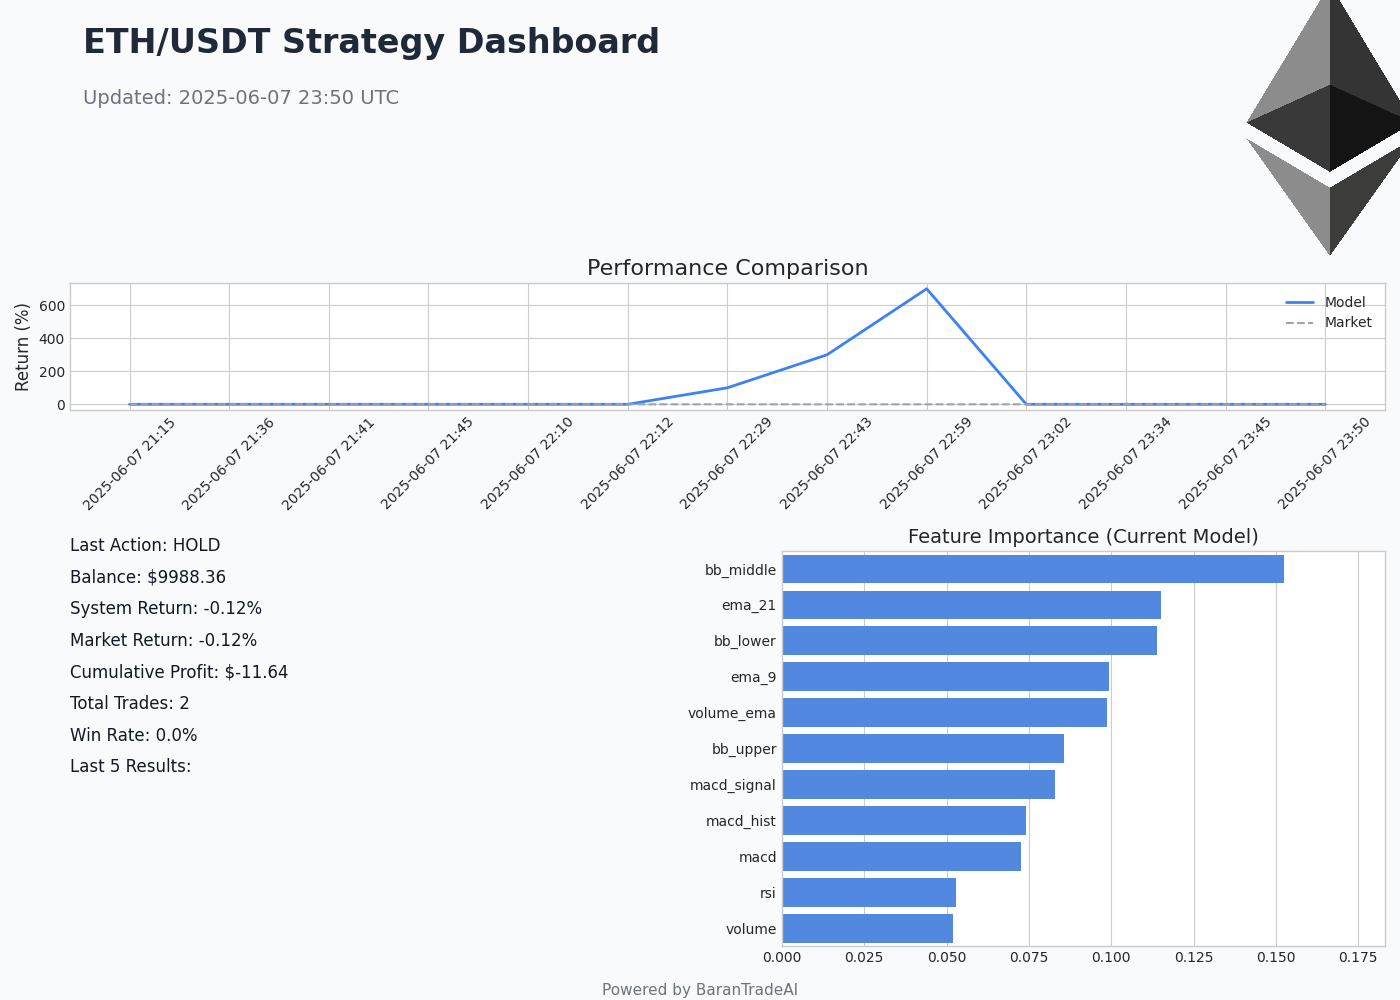 ETH/USDT Strategy Dashboard
Updated: 2025-06-07 23:50 UTC
Performance Comparison
Return (%)
600
400
200
0
Model
Market
2025-06-07 21:15
2025-06-07 21:36
2025-06-07 21:41
2025-06-07 21:45
2025-06-07 22:10
2025-06-07 22:12
2025-06-07 22:29
2025-06-07 22:43
2025-06-07 22:59
2025-06-07 23:02
2025-06-07 23:34
2025-06-07 23:45
2025-06-07 23:50
Last Action: HOLD
Balance: $9988.36
System Return: -0.12%
Market Return: -0.12%
Cumulative Profit: $-11.64
Total Trades: 2
Win Rate: 0.0%
Last 5 Results:
Feature Importance (Current Model)
bb_middle
ema_21
bb_lower
ema_9
volume_ema
bb_upper
macd_signal
macd_hist
macd
rsi
volume
0.000 0.025 0.050 0.075 0.100 0.125 0.150 0.175
Powered by BaranTradeAI